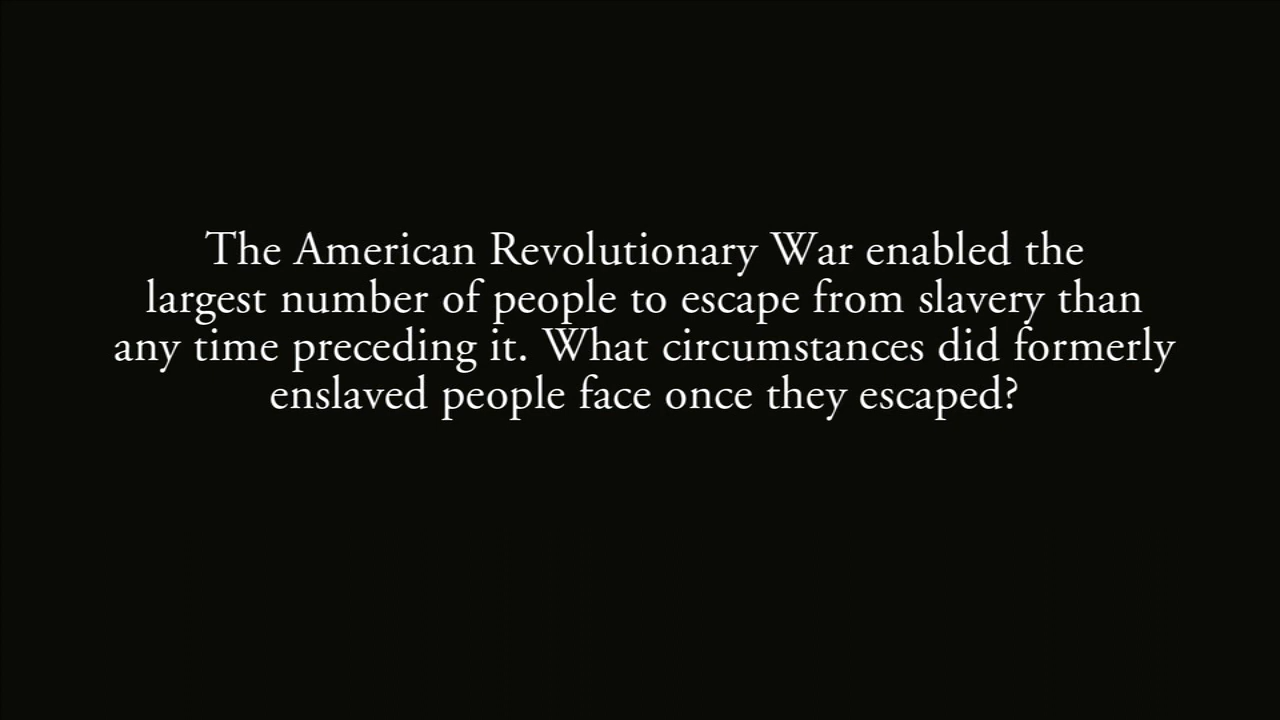 The American Revolutionary War enabled the
largest number of people to escape from slavery than
any time preceding it. What circumstances did formerly
enslaved people face once they escaped?